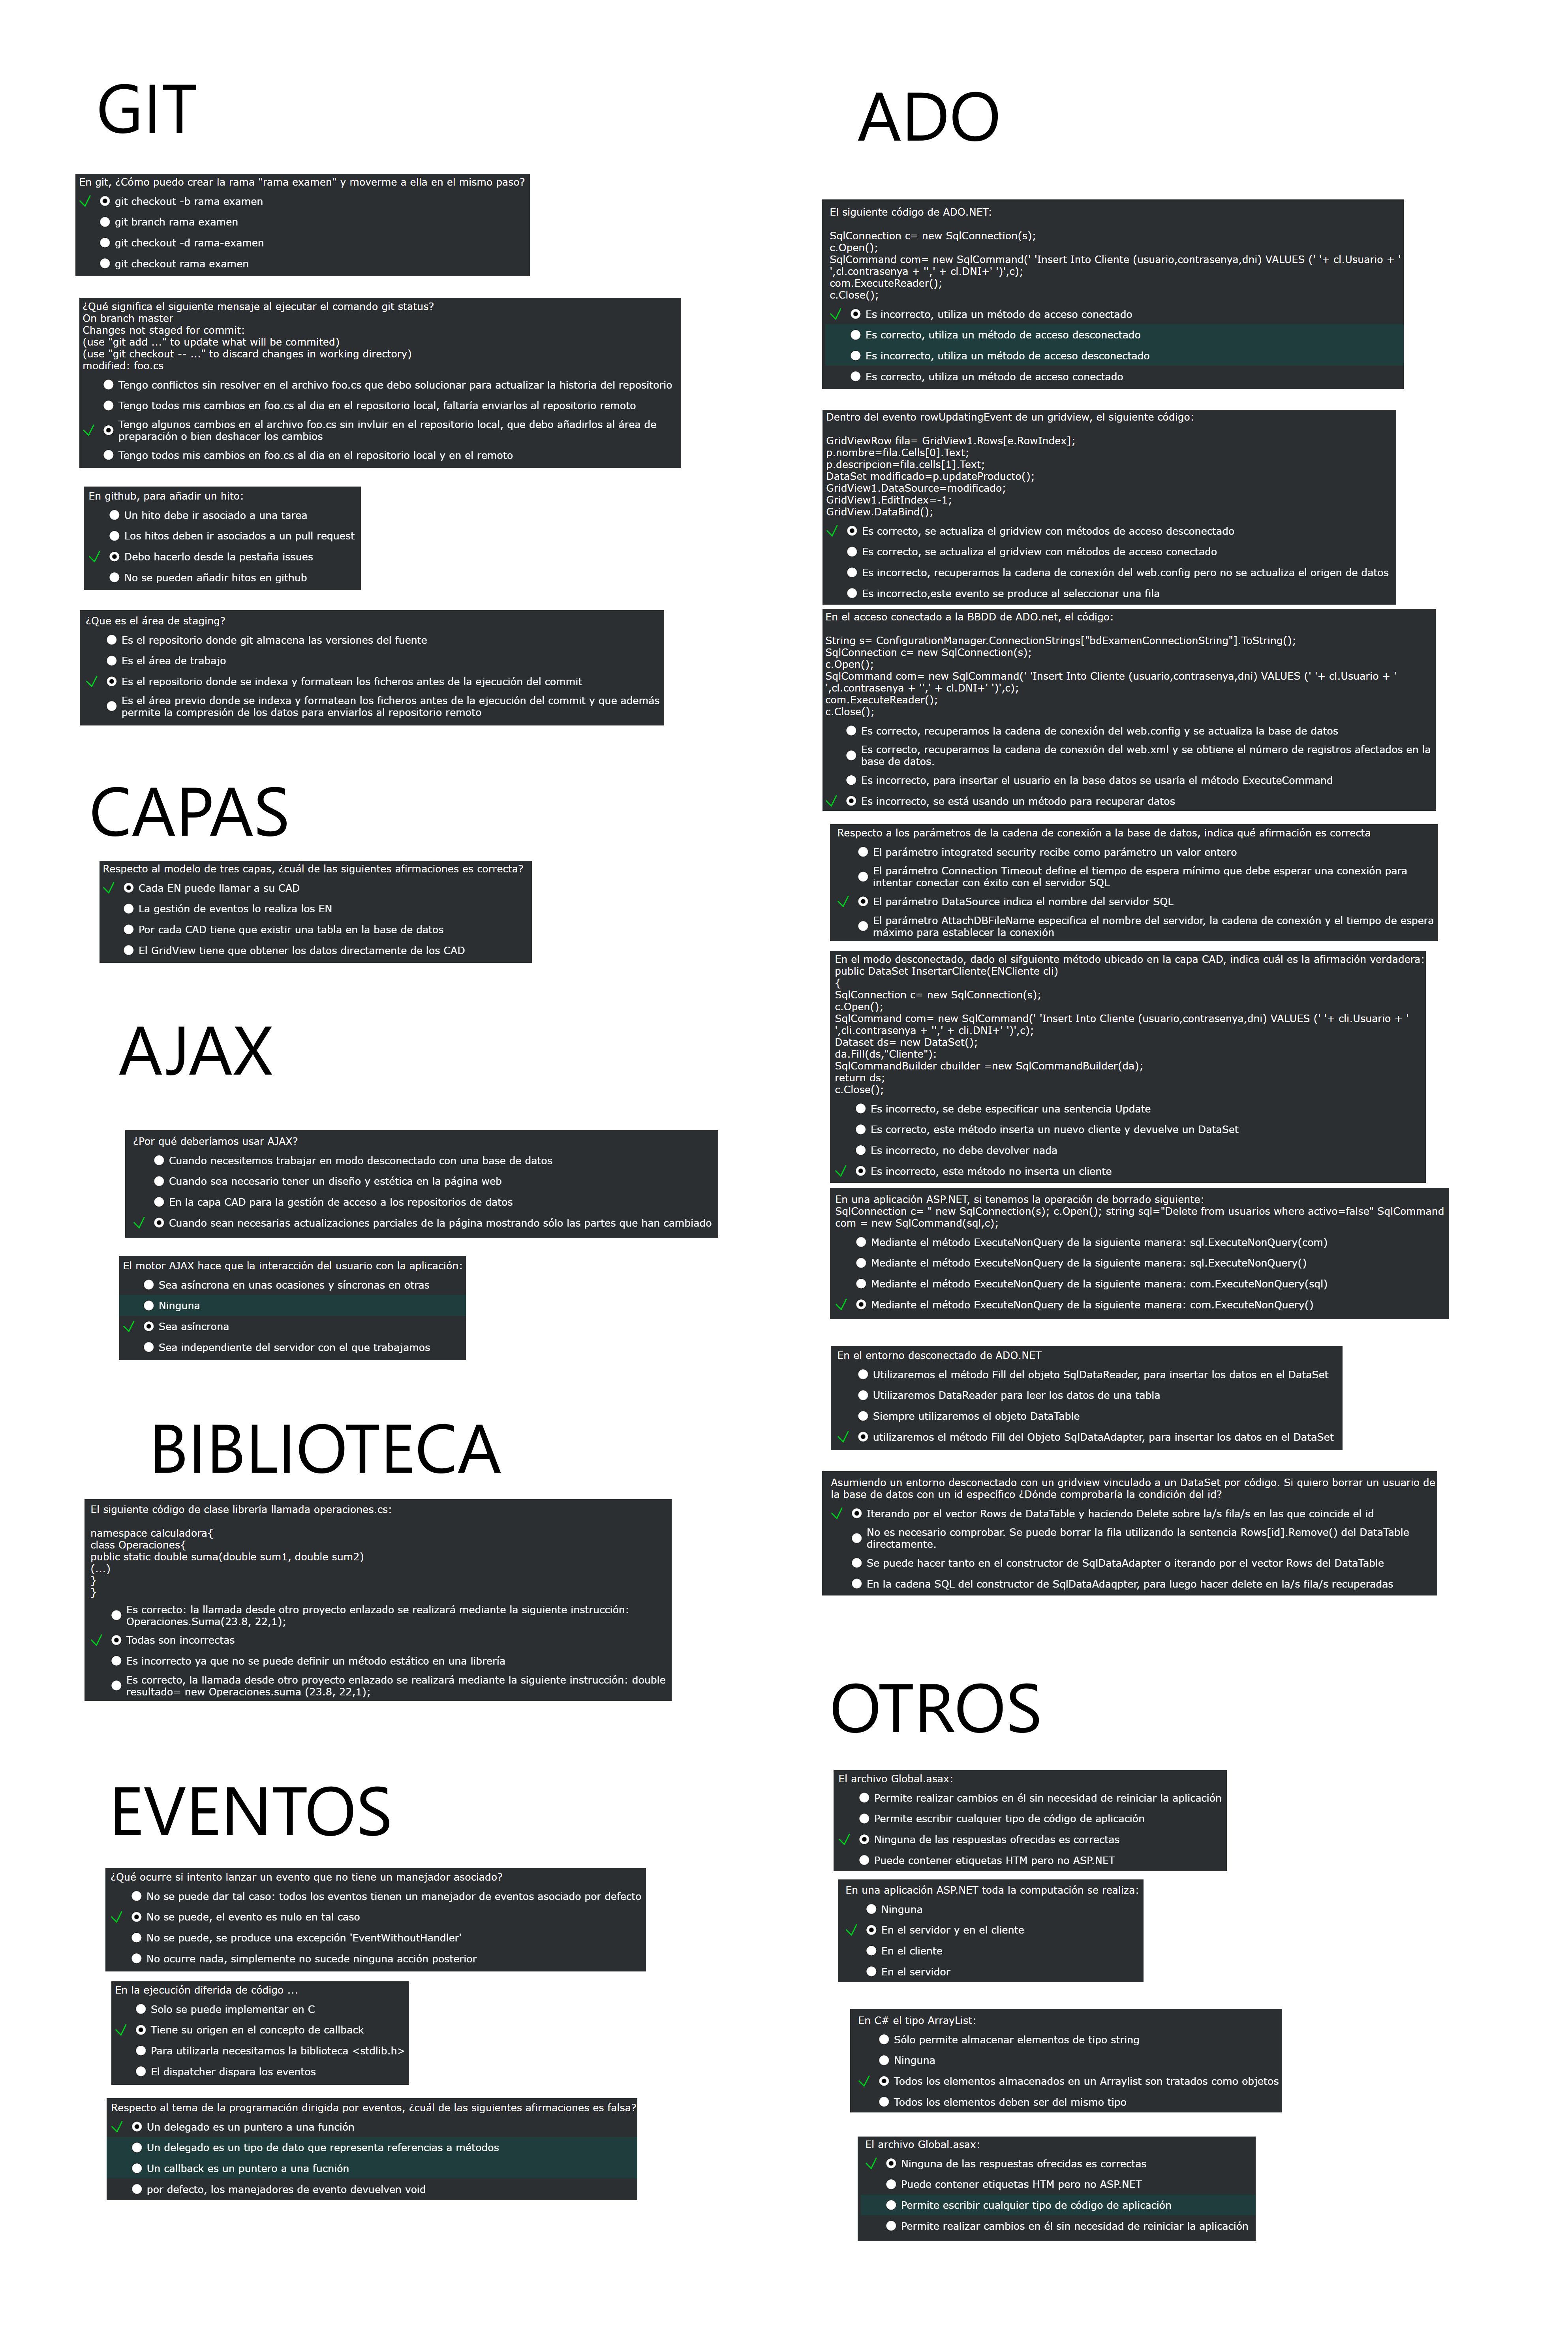 GIT
En git, ¿Cómo puedo crear la rama "rama examen" y moverme a ella en el mismo paso?
git checkout -b rama examen
git branch rama examen
git checkout -d rama-examen
git checkout rama examen
¿Qué significa el siguiente mensaje al ejecutar el comando git status?
On branch master
Changes not staged for commit:
(use "git add ..." to update what will be commited)
(use "git checkout -- ..." to discard changes in working directory)
modified: foo.cs
Tengo conflictos sin resolver en el archivo foo.cs que debo solucionar para actualizar la historia del repositorio
Tengo todos mis cambios en foo.cs al dia en el repositorio local, faltaría enviarlos al repositorio remoto
Tengo algunos cambios en el archivo foo.cs sin invluir en el repositorio local, que debo añadirlos al área de
preparación o bien deshacer los cambios
Tengo todos mis cambios en foo.cs al dia en el repositorio local y en el remoto
En github, para añadir un hito:
Un hito debe ir asociado a una tarea
Los hitos deben ir asociados a un pull request
Debo hacerlo desde la pestaña issues
No se pueden añadir hitos en github
¿Que es el área de staging?
Es el repositorio donde git almacena las versiones del fuente
Es el área de trabajo
Es el repositorio donde se indexa y formatean los ficheros antes de la ejecución del commit
Es el área previo donde se indexa y formatean los ficheros antes de la ejecución del commit y que además
permite la compresión de los datos para enviarlos al repositorio remoto
CAPAS
Respecto al modelo de tres capas, ¿cuál de las siguientes afirmaciones es correcta?
Cada EN puede llamar a su CAD
La gestión de eventos lo realiza los EN
Por cada CAD tiene que existir una tabla en la base de datos
El GridView tiene que obtener los datos directamente de los CAD
AJAX
¿Por qué deberíamos usar AJAX?
Cuando necesitemos trabajar en modo desconectado con una base de datos
Cuando sea necesario tener un diseño y estética en la página web
En la capa CAD para la gestión de acceso a los repositorios de datos
Cuando sean necesarias actualizaciones parciales de la página mostrando sólo las partes que han cambiado
El motor AJAX hace que la interacción del usuario con la aplicación:
Sea asíncrona en unas ocasiones y síncronas en otras
Ninguna
Sea asíncrona
Sea independiente del servidor con el que trabajamos
BIBLIOTECA
El siguiente código de clase librería llamada operaciones.cs:
namespace calculadora{
class Operaciones{
public static double suma(double sum1, double sum2)
(...)
}
}
Es correcto: la llamada desde otro proyecto enlazado se realizará mediante la siguiente instrucción:
Operaciones.Suma(23.8, 22,1);
Todas son incorrectas
Es incorrecto ya que no se puede definir un método estático en una librería
Es correcto, la llamada desde otro proyecto enlazado se realizará mediante la siguiente instrucción: double
resultado= new Operaciones.suma (23.8, 22,1);
EVENTOS
¿Qué ocurre si intento lanzar un evento que no tiene un manejador asociado?
No se puede dar tal caso: todos los eventos tienen un manejador de eventos asociado por defecto
No se puede, el evento es nulo en tal caso
No se puede, se produce una excepción 'EventWithoutHandler'
No ocurre nada, simplemente no sucede ninguna acción posterior
En la ejecución diferida de código ...
Solo se puede implementar en C
Tiene su origen en el concepto de callback
Para utilizarla necesitamos la biblioteca <stdlib.h>
El dispatcher dispara los eventos
Respecto al tema de la programación dirigida por eventos, ¿cuál de las siguientes afirmaciones es falsa?
Un delegado es un puntero a una función
Un delegado es un tipo de dato que representa referencias a métodos
Un callback es un puntero a una fucnión
por defecto, los manejadores de evento devuelven void
ADO
El siguiente código de ADO.NET:
SqlConnection c= new SqlConnection(s);
c.Open();
SqlCommand com= new SqlCommand(' 'Insert Into Cliente (usuario,contrasenya,dni) VALUES (' '+ cl.Usuario + '
',cl.contrasenya + '',' + cl.DNI+' ')',c);
com.ExecuteReader();
c.Close();
Es incorrecto, utiliza un método de acceso conectado
Es correcto, utiliza un método de acceso desconectado
Es incorrecto, utiliza un método de acceso desconectado
Es correcto, utiliza un método de acceso conectado
Dentro del evento rowUpdatingEvent de un gridview, el siguiente código:
GridViewRow fila= GridView1.Rows[e.RowIndex];
p.nombre=fila.Cells[0].Text;
p.descripcion=fila.cells[1].Text;
DataSet modificado=p.updateProducto();
GridView1.DataSource=modificado;
GridView1.EditIndex=-1;
GridView.DataBind();
Es correcto, se actualiza el gridview con métodos de acceso desconectado
Es correcto, se actualiza el gridview con métodos de acceso conectado
Es incorrecto, recuperamos la cadena de conexión del web.config pero no se actualiza el origen de datos
Es incorrecto,este evento se produce al seleccionar una fila
En el acceso conectado a la BBDD de ADO.net, el código:
String s= ConfigurationManager.ConnectionStrings["bdExamenConnectionString"].ToString();
SqlConnection c= new SqlConnection(s);
c.Open();
SqlCommand com= new SqlCommand(' 'Insert Into Cliente (usuario,contrasenya,dni) VALUES (' '+ cl.Usuario + '
',cl.contrasenya + '',' + cl.DNI+' ')',c);
com.ExecuteReader();
c.Close();
Es correcto, recuperamos la cadena de conexión del web.config y se actualiza la base de datos
Es correcto, recuperamos la cadena de conexión del web.xml y se obtiene el número de registros afectados en la
base de datos.
Es incorrecto, para insertar el usuario en la base datos se usaría el método ExecuteCommand
Es incorrecto, se está usando un método para recuperar datos
Respecto a los parámetros de la cadena de conexión a la base de datos, indica qué afirmación es correcta
El parámetro integrated security recibe como parámetro un valor entero
El parámetro Connection Timeout define el tiempo de espera mínimo que debe esperar una conexión para
intentar conectar con éxito con el servidor SQL
El parámetro DataSource indica el nombre del servidor SQL
El parámetro AttachDBFileName especifica el nombre del servidor, la cadena de conexión y el tiempo de espera
máximo para establecer la conexión
En el modo desconectado, dado el sifguiente método ubicado en la capa CAD, indica cuál es la afirmación verdadera:
public DataSet InsertarCliente(ENCliente cli)
{
SqlConnection c= new SqlConnection(s);
c.Open();
SqlCommand com= new SqlCommand(' 'Insert Into Cliente (usuario,contrasenya,dni) VALUES (' '+ cli.Usuario + '
',cli.contrasenya + '',' + cli.DNI+' ')',c);
Dataset ds= new DataSet();
da.Fill(ds,"Cliente"):
SqlCommandBuilder cbuilder =new SqlCommandBuilder(da);
return ds;
c.Close();
Es incorrecto, se debe especificar una sentencia Update
Es correcto, este método inserta un nuevo cliente y devuelve un DataSet
Es incorrecto, no debe devolver nada
Es incorrecto, este método no inserta un cliente
En una aplicación ASP.NET, si tenemos la operación de borrado siguiente:
SqlConnection c= " new SqlConnection(s); c.Open(); string sql="Delete from usuarios where activo=false" SqlCommand
com = new SqlCommand(sql,c);
Mediante el método ExecuteNonQuery de la siguiente manera: sql.ExecuteNonQuery(com)
Mediante el método ExecuteNonQuery de la siguiente manera: sql.ExecuteNonQuery()
Mediante el método ExecuteNonQuery de la siguiente manera: com.ExecuteNonQuery(sql)
Mediante el método ExecuteNonQuery de la siguiente manera: com.ExecuteNonQuery()
En el entorno desconectado de ADO.NET
Utilizaremos el método Fill del objeto SqlDataReader, para insertar los datos en el DataSet
Utilizaremos DataReader para leer los datos de una tabla
Siempre utilizaremos el objeto DataTable
utilizaremos el método Fill del Objeto SqlDataAdapter, para insertar los datos en el DataSet
Asumiendo un entorno desconectado con un gridview vinculado a un DataSet por código. Si quiero borrar un usuario de
la base de datos con un id específico ¿Dónde comprobaría la condición del id?
Iterando por el vector Rows de DataTable y haciendo Delete sobre la/s fila/s en las que coincide el id
No es necesario comprobar. Se puede borrar la fila utilizando la sentencia Rows[id].Remove() del DataTable
directamente.
Se puede hacer tanto en el constructor de SqlDataAdapter o iterando por el vector Rows del DataTable
En la cadena SQL del constructor de SqlDataAdaqpter, para luego hacer delete en la/s fila/s recuperadas
OTROS
El archivo Global.asax:
Permite realizar cambios en él sin necesidad de reiniciar la aplicación
Permite escribir cualquier tipo de código de aplicación
Ninguna de las respuestas ofrecidas es correctas
Puede contener etiquetas HTM pero no ASP.NET
En una aplicación ASP.NET toda la computación se realiza:
Ninguna
En el servidor y en el cliente
En el cliente
En el servidor
En C# el tipo ArrayList:
Sólo permite almacenar elementos de tipo string
Ninguna
Todos los elementos almacenados en un Arraylist son tratados como objetos
Todos los elementos deben ser del mismo tipo
El archivo Global.asax:
Ninguna de las respuestas ofrecidas es correctas
Puede contener etiquetas HTM pero no ASP.NET
Permite escribir cualquier tipo de código de aplicación
Permite realizar cambios en él sin necesidad de reiniciar la aplicación